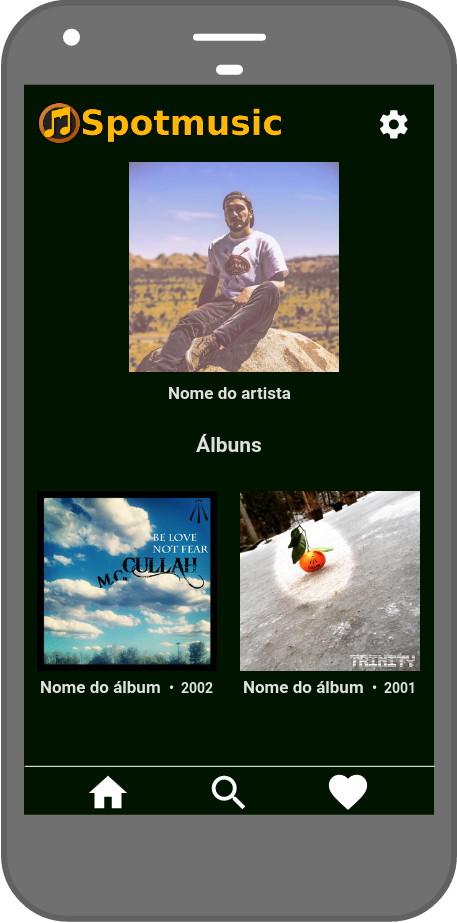 Spotmusic
Nome do artista
Álbuns
BE LOVE
NOT FEAR
M.C. CULLAH
TRINITY
Nome do álbum • 2002
Nome do álbum • 2001